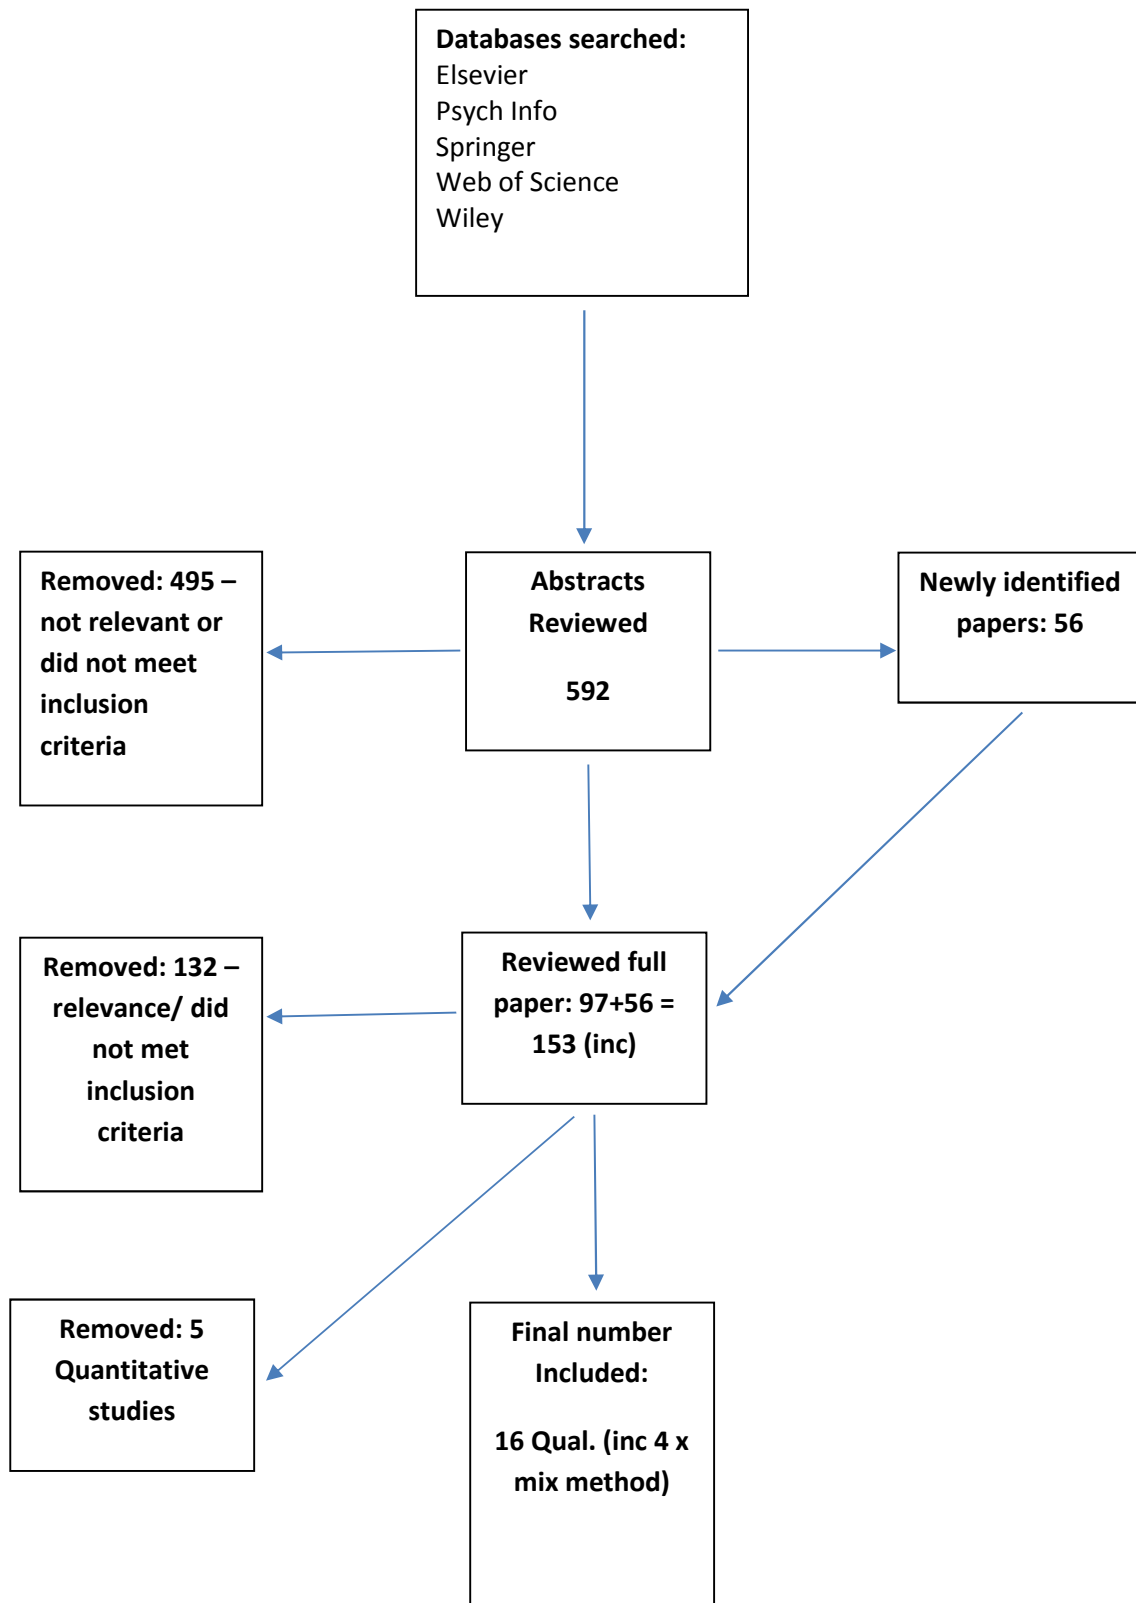 Databases searched:
Elsevier
Psych Info
Springer
Web of Science
Wiley
Removed: 495 –
not relevant or
did not meet
inclusion
criteria
Abstracts
Reviewed
592
Newly identified
papers: 56
Removed: 132 –
relevance/ did
not met
inclusion
criteria
Reviewed full
paper: 97+56 =
153 (inc)
Removed: 5
Quantitative
studies
Final number
Included:
16 Qual. (inc 4 x
mix method)